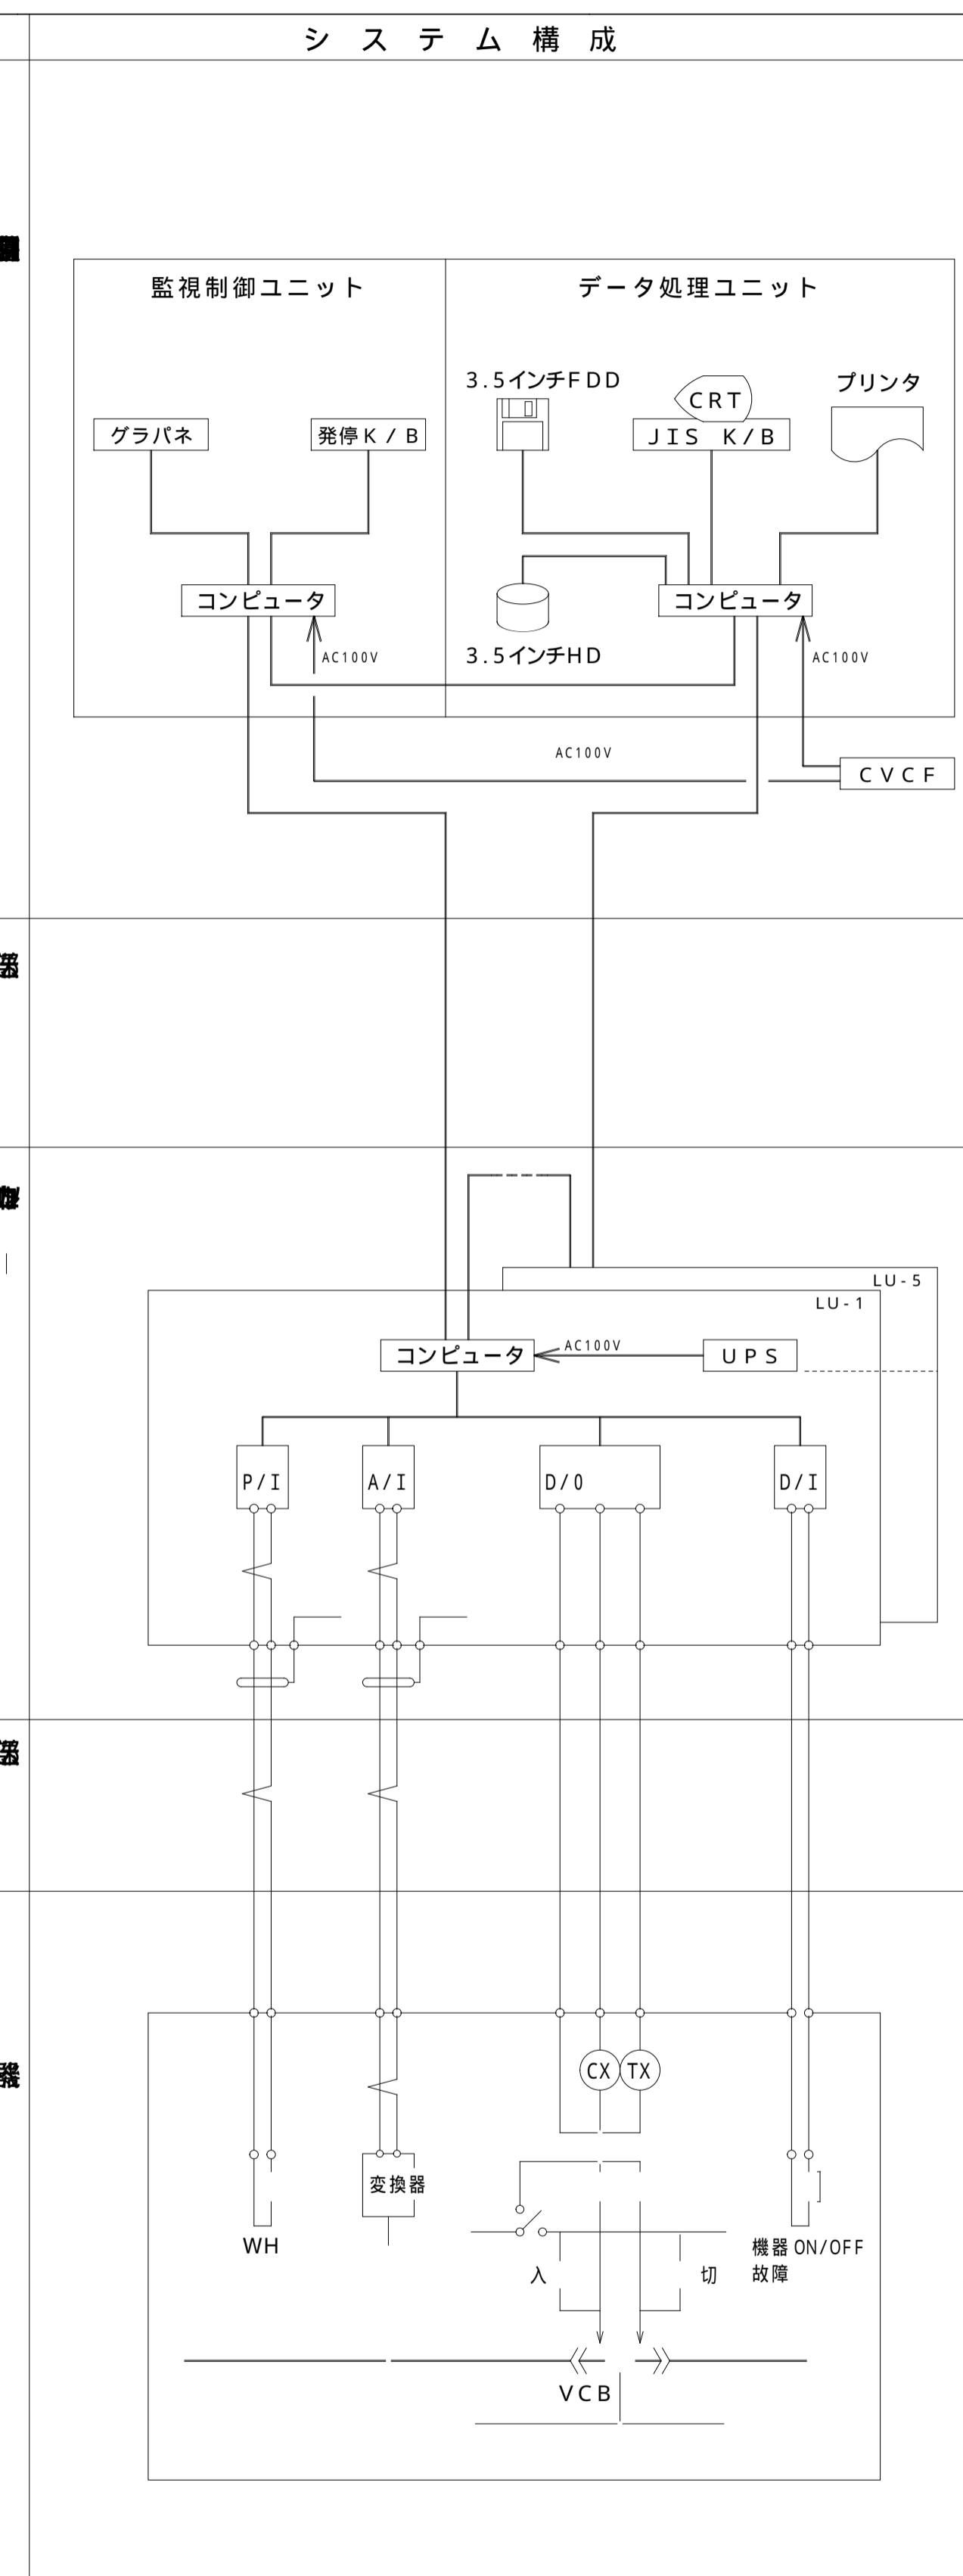 システム構成
監視制御ユニット
データ処理ユニット
3.5インチFDD
CRT
プリンタ
グラパネ
発停K/B
JIS K/B
コンピュータ
コンピュータ
AC100V
3.5インチHD
AC100V
AC100V
CVCF
LU-5
LU-1
コンピュータ
AC100V
UPS
P/I
A/I
D/O
D/I
CX
TX
変換器
WH
機器ON/OFF
故障
入
切
VCB